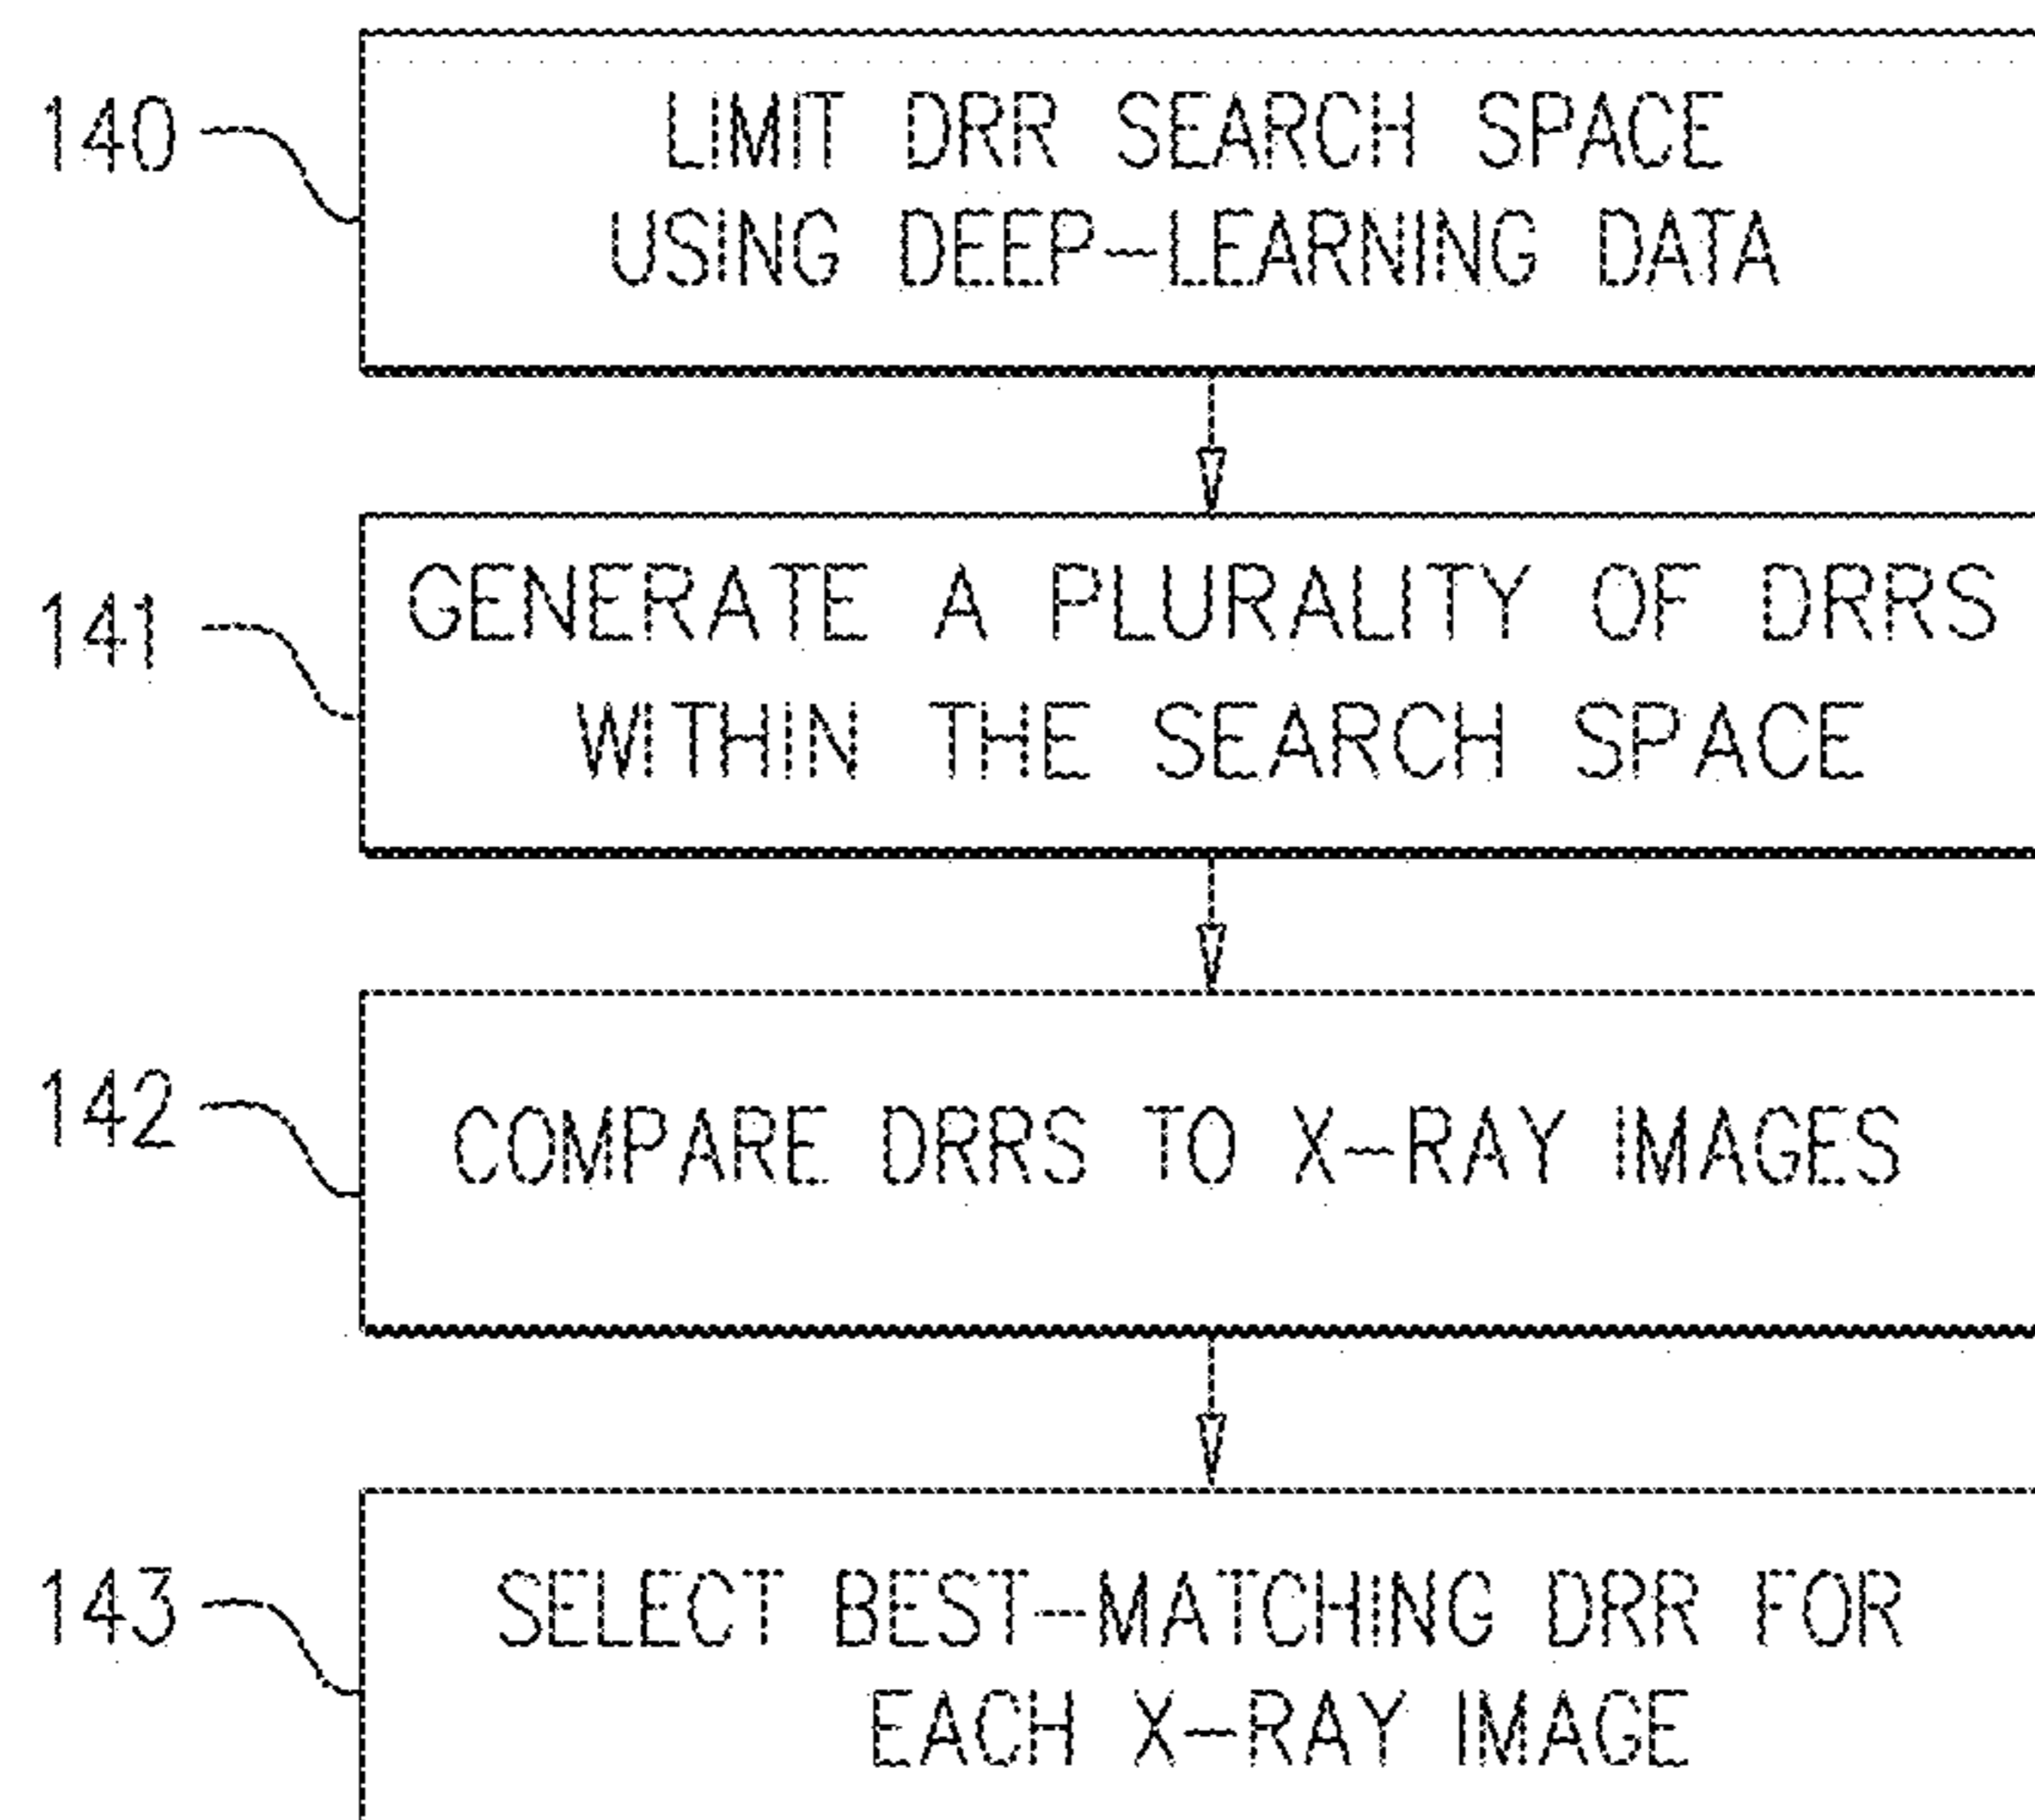 140
LIMIT DRR SEARCH SPACE
USING DEEP-LEARNING DATA
141
GENERATE A PLURALITY OF DRRS
WITHIN THE SEARCH SPACE
142
COMPARE DRRS TO X-RAY IMAGES
143
SELECT BEST-MATCHING DRR FOR
EACH X-RAY IMAGE